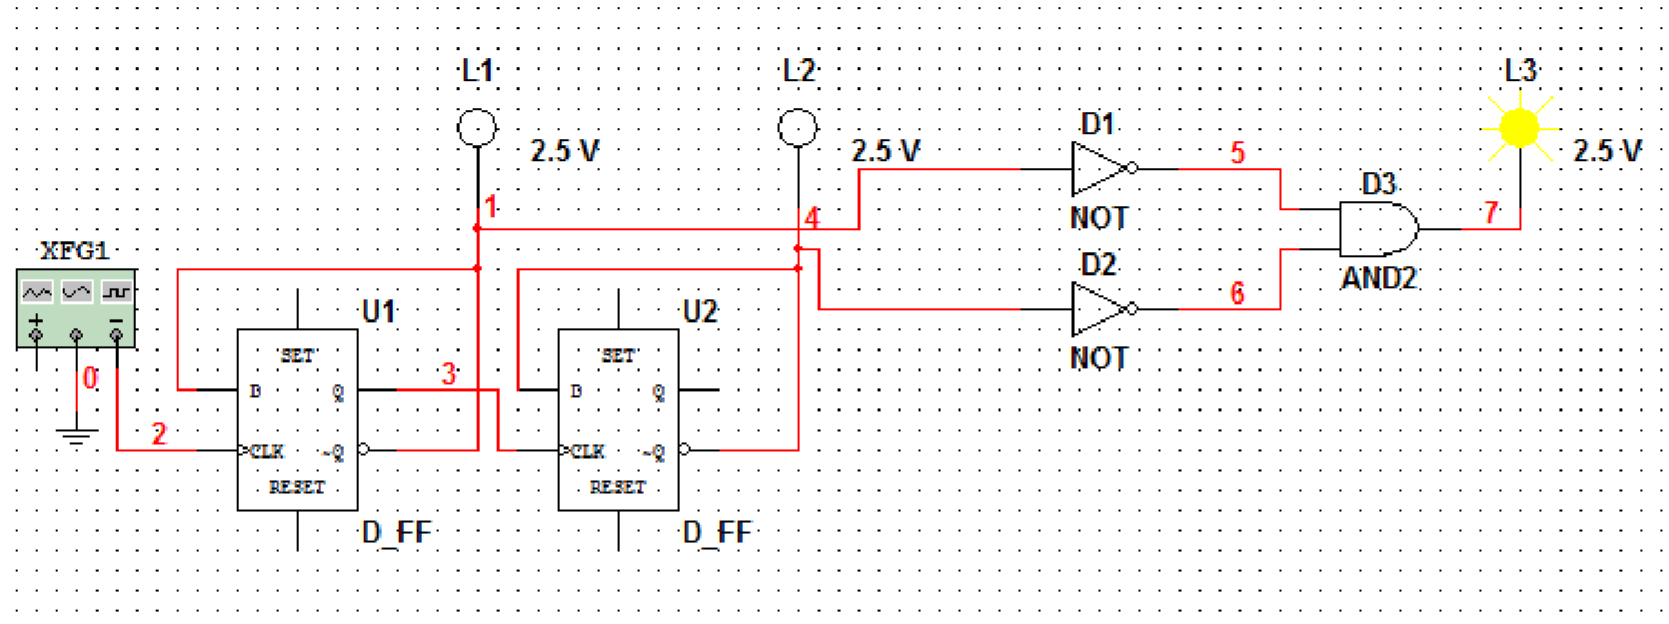 L1
L2
L3
2.5 V
2.5 V
2.5 V
D1
NOT
5
D3
AND2
7
1
4
D2
NOT
6
XFG1
+
−
0
2
U1
SET
D
Q
CLK
~Q
RESET
D_FF
3
U2
SET
D
Q
CLK
~Q
RESET
D_FF